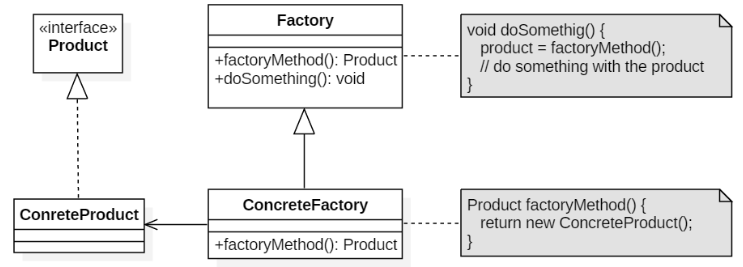 «interface»
Product
Factory
+factoryMethod(): Product
+doSomething(): void
void doSomethig() {
product = factoryMethod();
// do something with the product
}
ConreteProduct
ConcreteFactory
+factoryMethod(): Product
Product factoryMethod() {
return new ConcreteProduct();
}